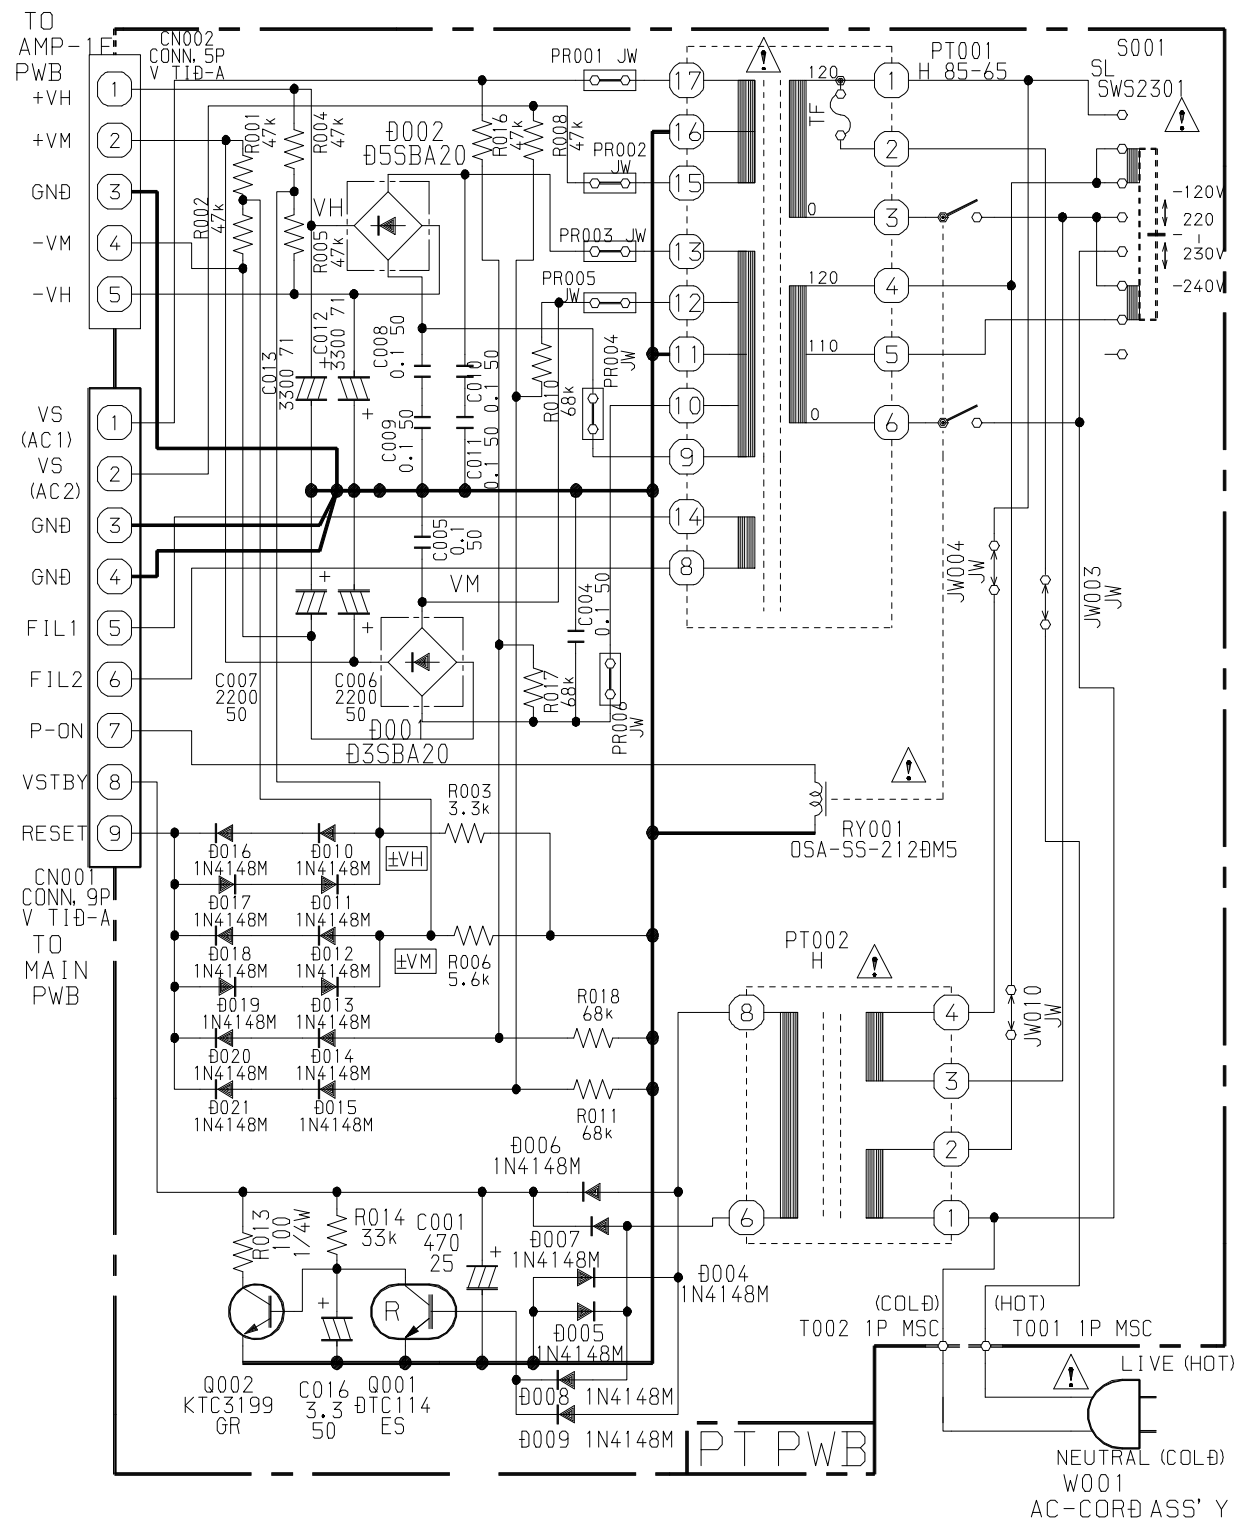 TO
AMP-1F
PWB
CN002
CONN, 5P
V TID-A
1
+VH
2
+VM
3
GND
4
-VM
5
-VH
1
VS
(AC1)
2
VS
(AC2)
3
GND
4
GND
5
FIL1
6
FIL2
7
P-ON
8
VSTBY
9
RESET
CN001
CONN, 9P
V TID-A
TO
MAIN
PWB
R001
47k
R004
47k
R002
47k
R005
47k
VH
D002
D5SBA20
R016
47k
R008
47k
PR001 JW
PR002
JW
PR003 JW
PR005
JW
PR004
JW
R010
68k
C013
3300 71
+
C012
3300 71
+
C008
0.1 50
C009
0.1 50
C010
0.1 50
C011
0.1 50
C005
0.1
50
C004
0.1 50
VM
+
+
C007
2200
50
C006
2200
50
D001
D3SBA20
R017
68k
PR006
JW
17
16
15
13
12
11
10
9
14
8
120
TF
0
120
110
0
1
2
3
4
5
6
PT001
H 85-65
S001
SL
SWS2301
-120V
220
- |
230V
-240V
JW004
JW
JW003
JW
JW010
JW
RY001
OSA-SS-212DM5
R003
3.3k
±VH
D016
1N4148M
D010
1N4148M
D017
1N4148M
D011
1N4148M
±VM
R006
5.6k
D018
1N4148M
D012
1N4148M
D019
1N4148M
D013
1N4148M
D020
1N4148M
D014
1N4148M
D021
1N4148M
D015
1N4148M
R018
68k
R011
68k
PT002
H
8
6
4
3
2
1
D006
1N4148M
D007
1N4148M
D004
1N4148M
D005
1N4148M
D008 1N4148M
D009 1N4148M
R013
100
1/4W
R014
33k
C001
470
25
+
+
R
Q002
KTC3199
GR
C016
3.3
50
Q001
DTC114
ES
(COLD)
(HOT)
T002 1P MSC
T001 1P MSC
LIVE (HOT)
NEUTRAL (COLD)
W001
AC-CORD ASS' Y
PT PWB